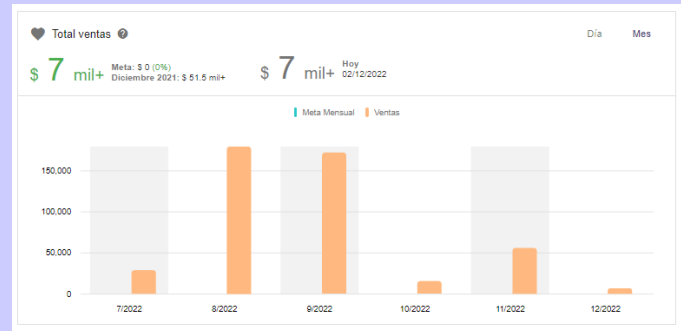 Total ventas ?
Día Mes
$ 7 mil+ Meta: $ 0 (0%)
Diciembre 2021: $ 51.5 mil+
$ 7 mil+ Hoy
02/12/2022
Meta Mensual Ventas
150,000
100,000
50,000
0
7/2022 8/2022 9/2022 10/2022 11/2022 12/2022